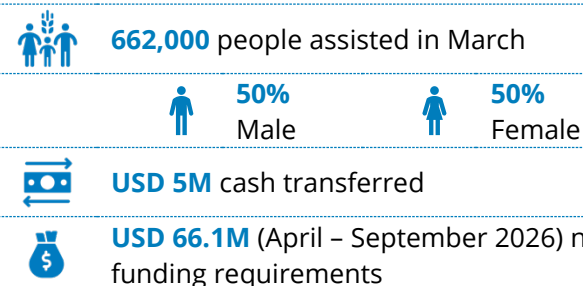 662,000 people assisted in March
50% 50%
Male Female
USD 5M cash transferred
USD 66.1M (April – September 2026)
funding requirements